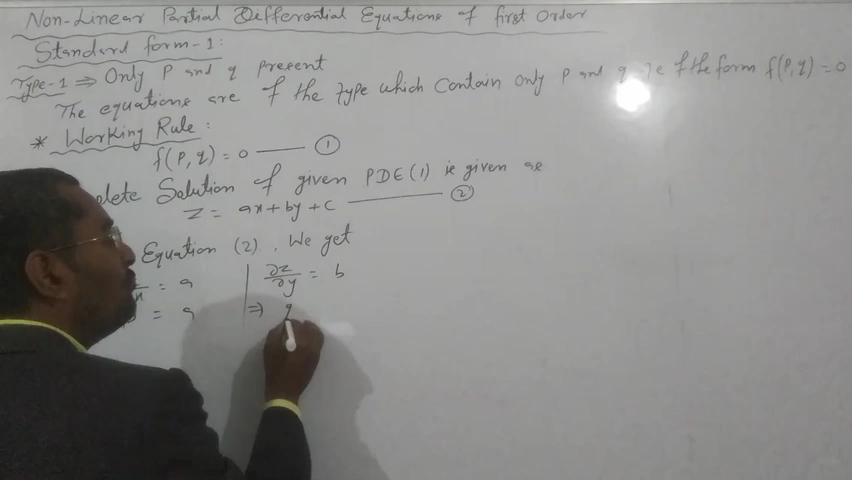 Non-Linear Partial Differential Equations of first Order
Standard form-1:
Type-1 ⇒ Only P and q present
The equations are of the type which contain only P and q ie of the form f(P,q) = 0
* Working Rule:
f(P, q) = 0 —— ①
Solution of given PDE(1) is given as
z = ax + by + c ——— ②
Equation (2), We get
= a | ∂z/∂y = b
= a | ⇒ q